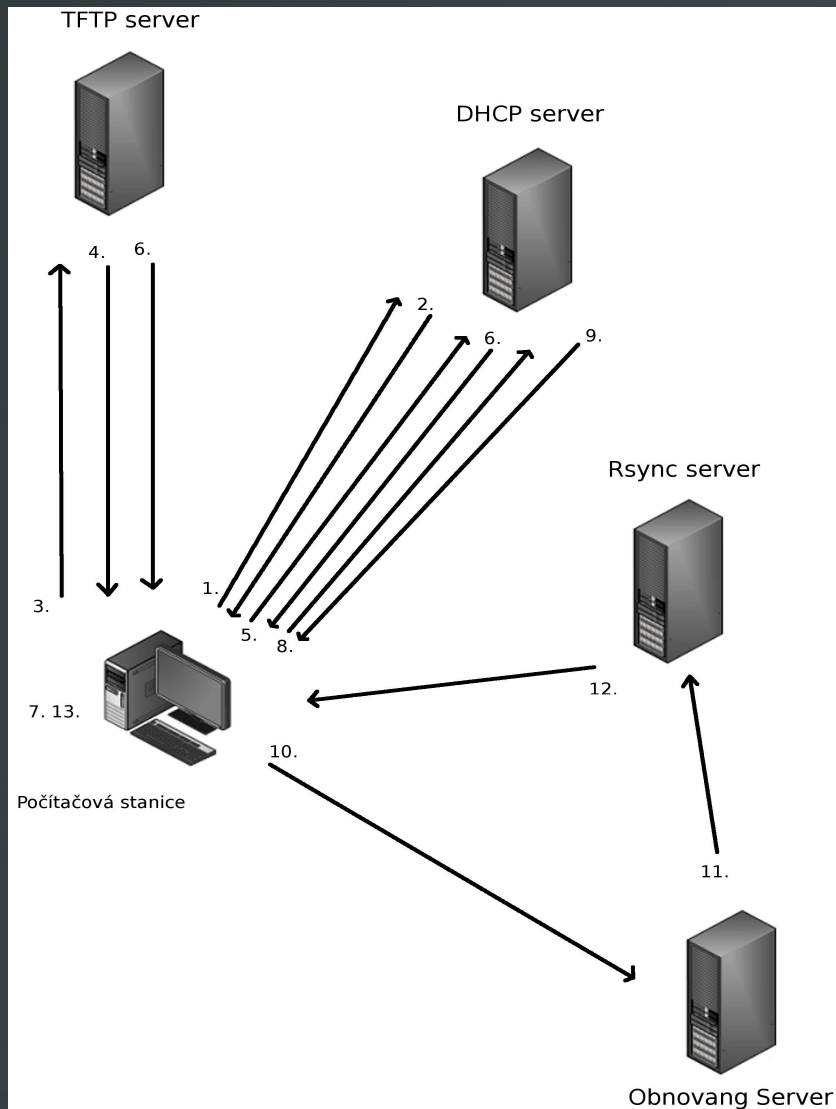 TFTP server
DHCP server
4.
6.
2.
6.
9.
Rsync server
1.
3.
5.
8.
12.
7. 13.
10.
Počítačová stanice
11.
Obnovang Server